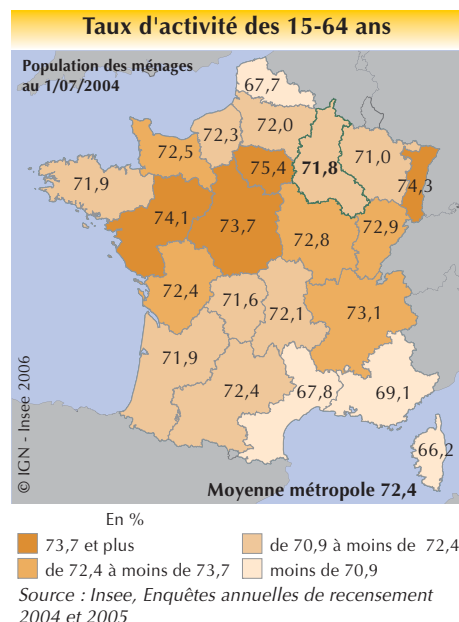 Taux d'activité des 15-64 ans
Population des ménages
au 1/07/2004
67,7
72,3
72,0
72,5
75,4
71,8
71,0
74,3
71,9
74,1
73,7
72,8
72,9
72,4
71,6
72,1
73,1
71,9
72,4
67,8
69,1
66,2
© IGN - Insee 2006
Moyenne métropole 72,4
En %
73,7 et plus
de 70,9 à moins de 72,4
de 72,4 à moins de 73,7
moins de 70,9
Source : Insee, Enquêtes annuelles de recensement
2004 et 2005